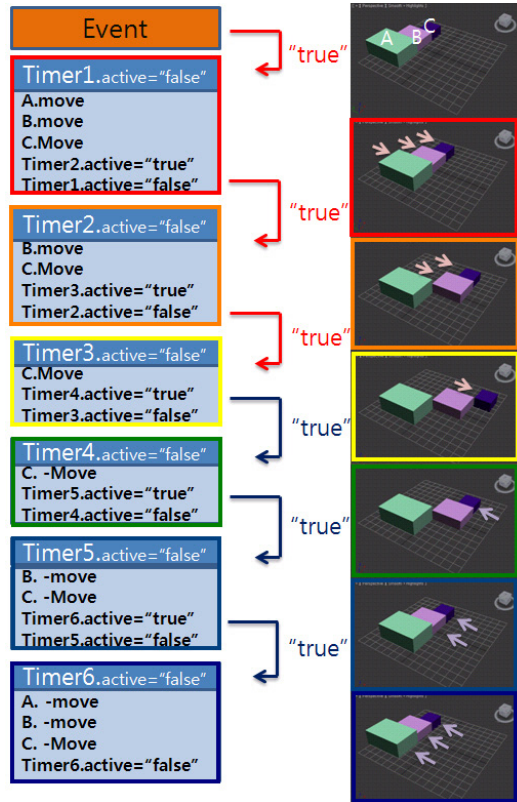 Event
"true"
Timer1.active="false"
A.move
B.move
C.Move
Timer2.active="true"
Timer1.active="false"
"true"
Timer2.active="false"
B.move
C.Move
Timer3.active="true"
Timer2.active="false"
"true"
Timer3.active="false"
C.Move
Timer4.active="true"
Timer3.active="false"
"true"
Timer4.active="false"
C. -Move
Timer5.active="true"
Timer4.active="false"
"true"
Timer5.active="false"
B. -move
C. -Move
Timer6.active="true"
Timer5.active="false"
"true"
Timer6.active="false"
A. -move
B. -move
C. -Move
Timer6.active="false"
A
B
C